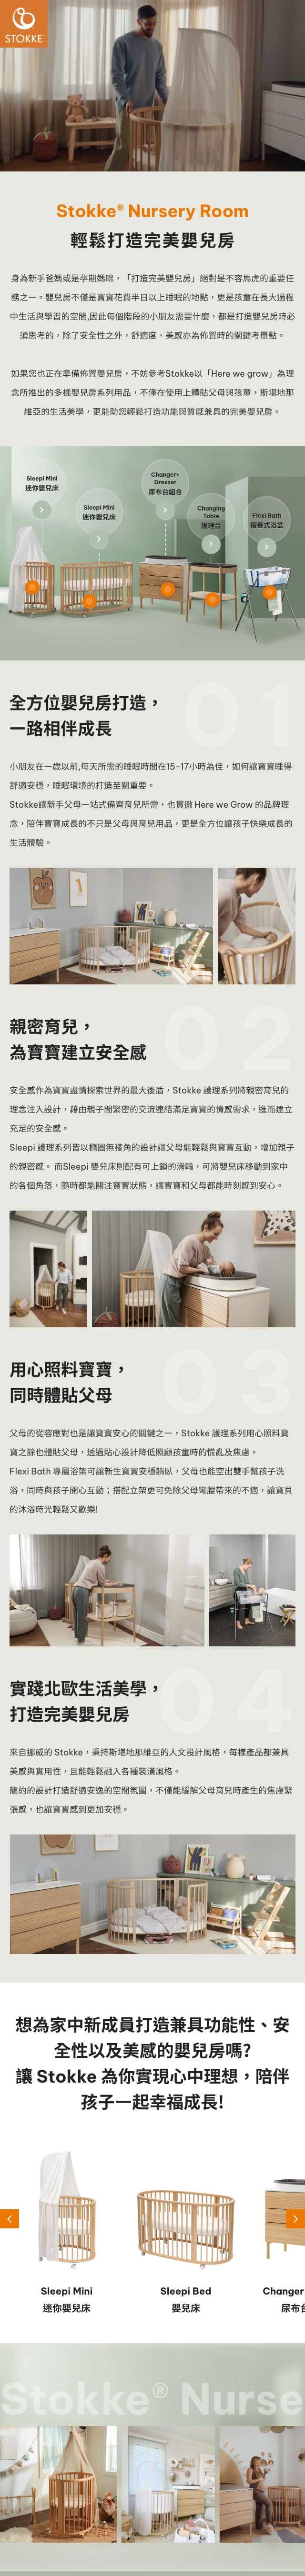 STOKKE
Stokke® Nursery Room
輕鬆打造完美嬰兒房
身為新手爸媽或是孕期媽咪，「打造完美嬰兒房」絕對是不容馬虎的重要任
務之一。嬰兒房不僅是寶寶花費半日以上睡眠的地點，更是孩童在長大過程
中生活與學習的空間,因此每個階段的小朋友需要什麼，都是打造嬰兒房時必
須思考的，除了安全性之外，舒適度、美感亦為佈置時的關鍵考量點。
如果您也正在準備佈置嬰兒房，不妨參考Stokke以「Here we grow」為理
念所推出的多樣嬰兒房系列用品，不僅在使用上體貼父母與孩童，斯堪地那
維亞的生活美學，更能助您輕鬆打造功能與質感兼具的完美嬰兒房。
Sleepi Mini
迷你嬰兒床
Sleepi Mini
迷你嬰兒床
Changer+
Dresser
尿布台組合
Changing
Table
護理台
Flexi Bath
摺疊式浴盆
01
全方位嬰兒房打造，
一路相伴成長
小朋友在一歲以前,每天所需的睡眠時間在15-17小時為佳，如何讓寶寶睡得
舒適安穩，睡眠環境的打造至關重要。
Stokke讓新手父母一站式備齊育兒所需，也貫徹 Here we Grow 的品牌理
念，陪伴寶寶成長的不只是父母與育兒用品，更是全方位讓孩子快樂成長的
生活體驗。
02
親密育兒，
為寶寶建立安全感
安全感作為寶寶盡情探索世界的最大後盾，Stokke 護理系列將親密育兒的
理念注入設計，藉由親子間緊密的交流連結滿足寶寶的情感需求，進而建立
充足的安全感。
Sleepi 護理系列皆以橢圓無稜角的設計讓父母能輕鬆與寶寶互動，增加親子
的親密感。 而Sleepi 嬰兒床則配有可上鎖的滑輪，可將嬰兒床移動到家中
的各個角落，隨時都能關注寶寶狀態，讓寶寶和父母都能時刻感到安心。
03
用心照料寶寶，
同時體貼父母
父母的從容應對也是讓寶寶安心的關鍵之一，Stokke 護理系列用心照料寶
寶之餘也體貼父母，透過貼心設計降低照顧孩童時的慌亂及焦慮。
Flexi Bath 專屬浴架可讓新生寶寶安穩躺臥，父母也能空出雙手幫孩子洗
浴，同時與孩子開心互動；搭配立架更可免除父母彎腰帶來的不適，讓寶貝
的沐浴時光輕鬆又歡樂!
04
實踐北歐生活美學，
打造完美嬰兒房
來自挪威的 Stokke，秉持斯堪地那維亞的人文設計風格，每樣產品都兼具
美感與實用性，且能輕鬆融入各種裝潢風格。
簡約的設計打造舒適安逸的空間氛圍，不僅能緩解父母育兒時產生的焦慮緊
張感，也讓寶寶感到更加安穩。
想為家中新成員打造兼具功能性、安
全性以及美感的嬰兒房嗎?
讓 Stokke 為你實現心中理想，陪伴
孩子一起幸福成長!
Sleepi Mini
迷你嬰兒床
Sleepi Bed
嬰兒床
Changer
尿布台
Stokke® Nurse